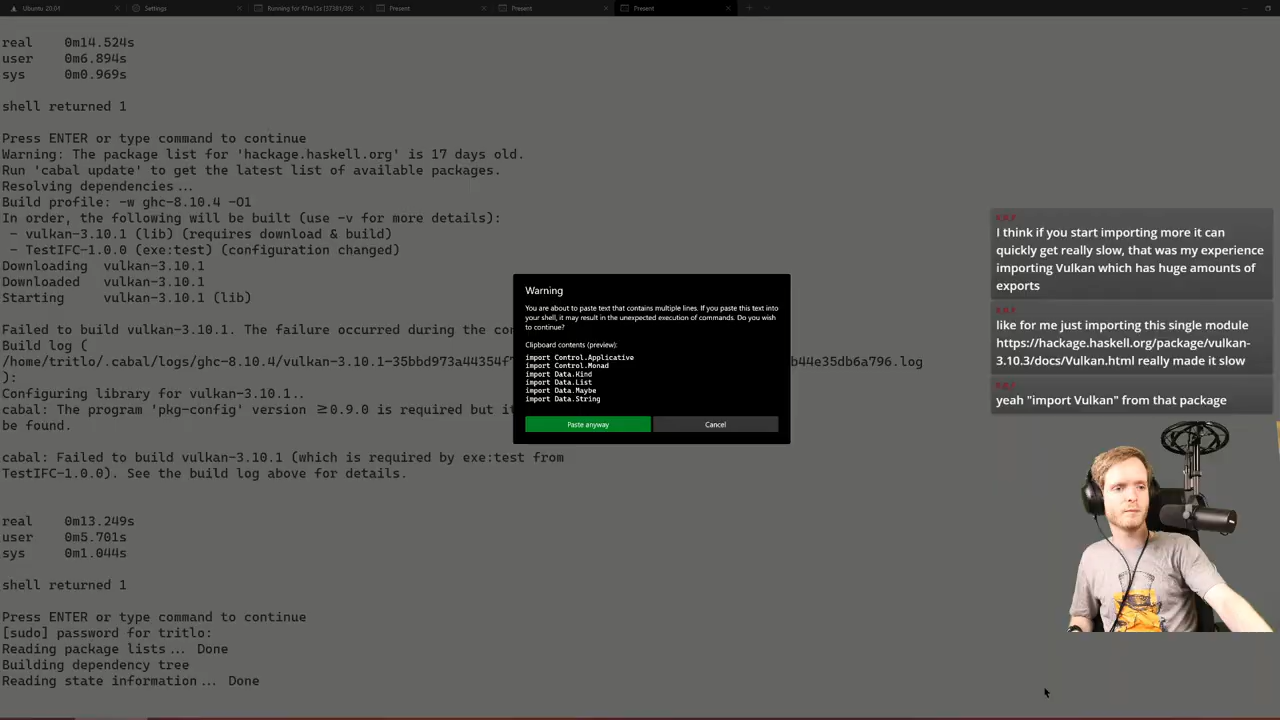 Ubuntu 20.04
Settings
Present
Present
Present
real 0m14.524s
user 0m6.894s
sys 0m0.969s
shell returned 1
Press ENTER or type command to continue
Warning: The package list for 'hackage.haskell.org' is 17 days old.
Run 'cabal update' to get the latest list of available packages.
Resolving dependencies...
Build profile: -w ghc-8.10.4 -O1
In order, the following will be built (use -v for more details):
- vulkan-3.10.1 (lib) (requires download & build)
- TestIFC-1.0.0 (exe:test) (configuration changed)
Downloading vulkan-3.10.1
Downloaded vulkan-3.10.1
Starting vulkan-3.10.1 (lib)
Failed to build vulkan-3.10.1. The failure occurred during the
Build log (
/home/tritlo/.cabal/logs/ghc-8.10.4/vulkan-3.10.1-35bbd973a44354f b44e35db6a796.log
):
Configuring library for vulkan-3.10.1..
cabal: The program 'pkg-config' version ≥0.9.0 is required but
be found.
cabal: Failed to build vulkan-3.10.1 (which is required by exe:test from
TestIFC-1.0.0). See the build log above for details.
real 0m13.249s
user 0m5.701s
sys 0m1.044s
shell returned 1
Press ENTER or type command to continue
[sudo] password for tritlo:
Reading package lists... Done
Building dependency tree
Reading state information... Done
Warning
You are about to paste text that contains multiple lines. If you paste this text into
your shell, it may result in the unexpected execution of commands. Do you wish
to continue?
Clipboard contents (preview):
import Control.Applicative
import Control.Monad
import Data.Kind
import Data.List
import Data.Maybe
import Data.String
Paste anyway
Cancel
I think if you start importing more it can
quickly get really slow, that was my experience
importing Vulkan which has huge amounts of
exports
like for me just importing this single module
https://hackage.haskell.org/package/vulkan-
3.10.3/docs/Vulkan.html really made it slow
yeah "import Vulkan" from that package